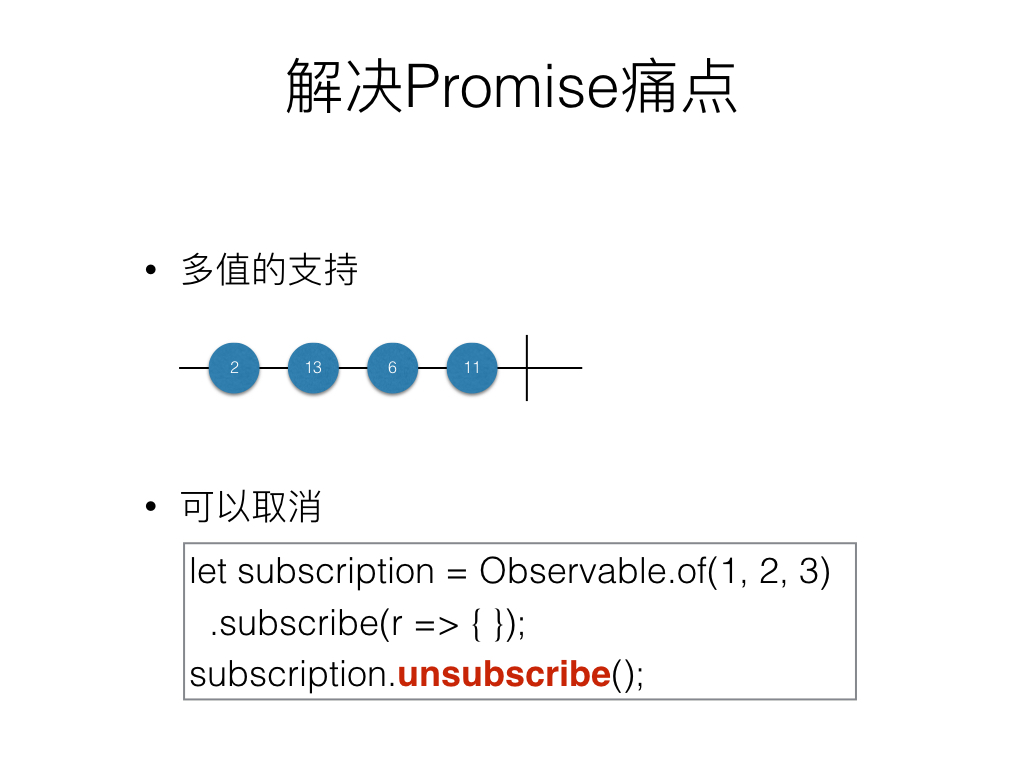 解决Promise痛点
• 多值的支持
2 13 6 11
• 可以取消
let subscription = Observable.of(1, 2, 3)
.subscribe(r => { });
subscription.unsubscribe();